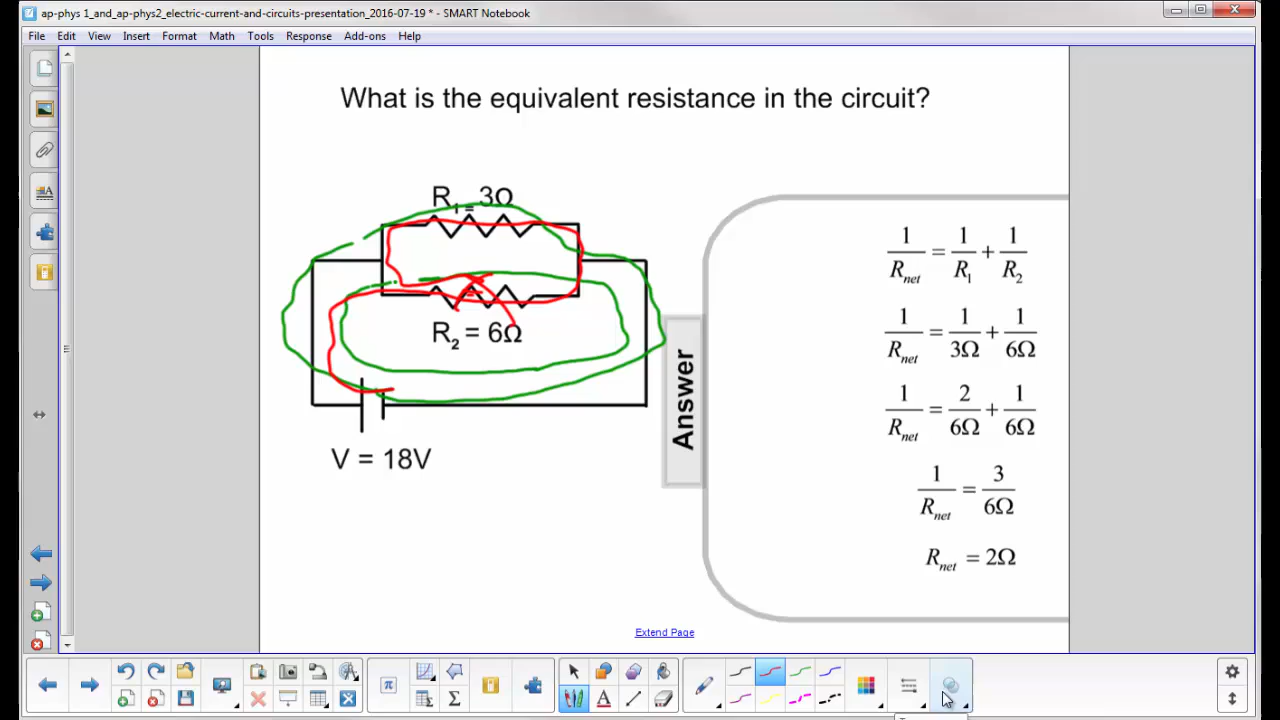 ap-phys 1_and_ap-phys2_electric-current-and-circuits-presentation_2016-07-19 * - SMART Notebook
File Edit View Insert Format Math Tools Response Add-ons Help
What is the equivalent resistance in the circuit?
R1 = 3Ω
R2 = 6Ω
V = 18V
Answer
1/Rnet = 1/R1 + 1/R2
1/Rnet = 1/3Ω + 1/6Ω
1/Rnet = 2/6Ω + 1/6Ω
1/Rnet = 3/6Ω
Rnet = 2Ω
Extend Page